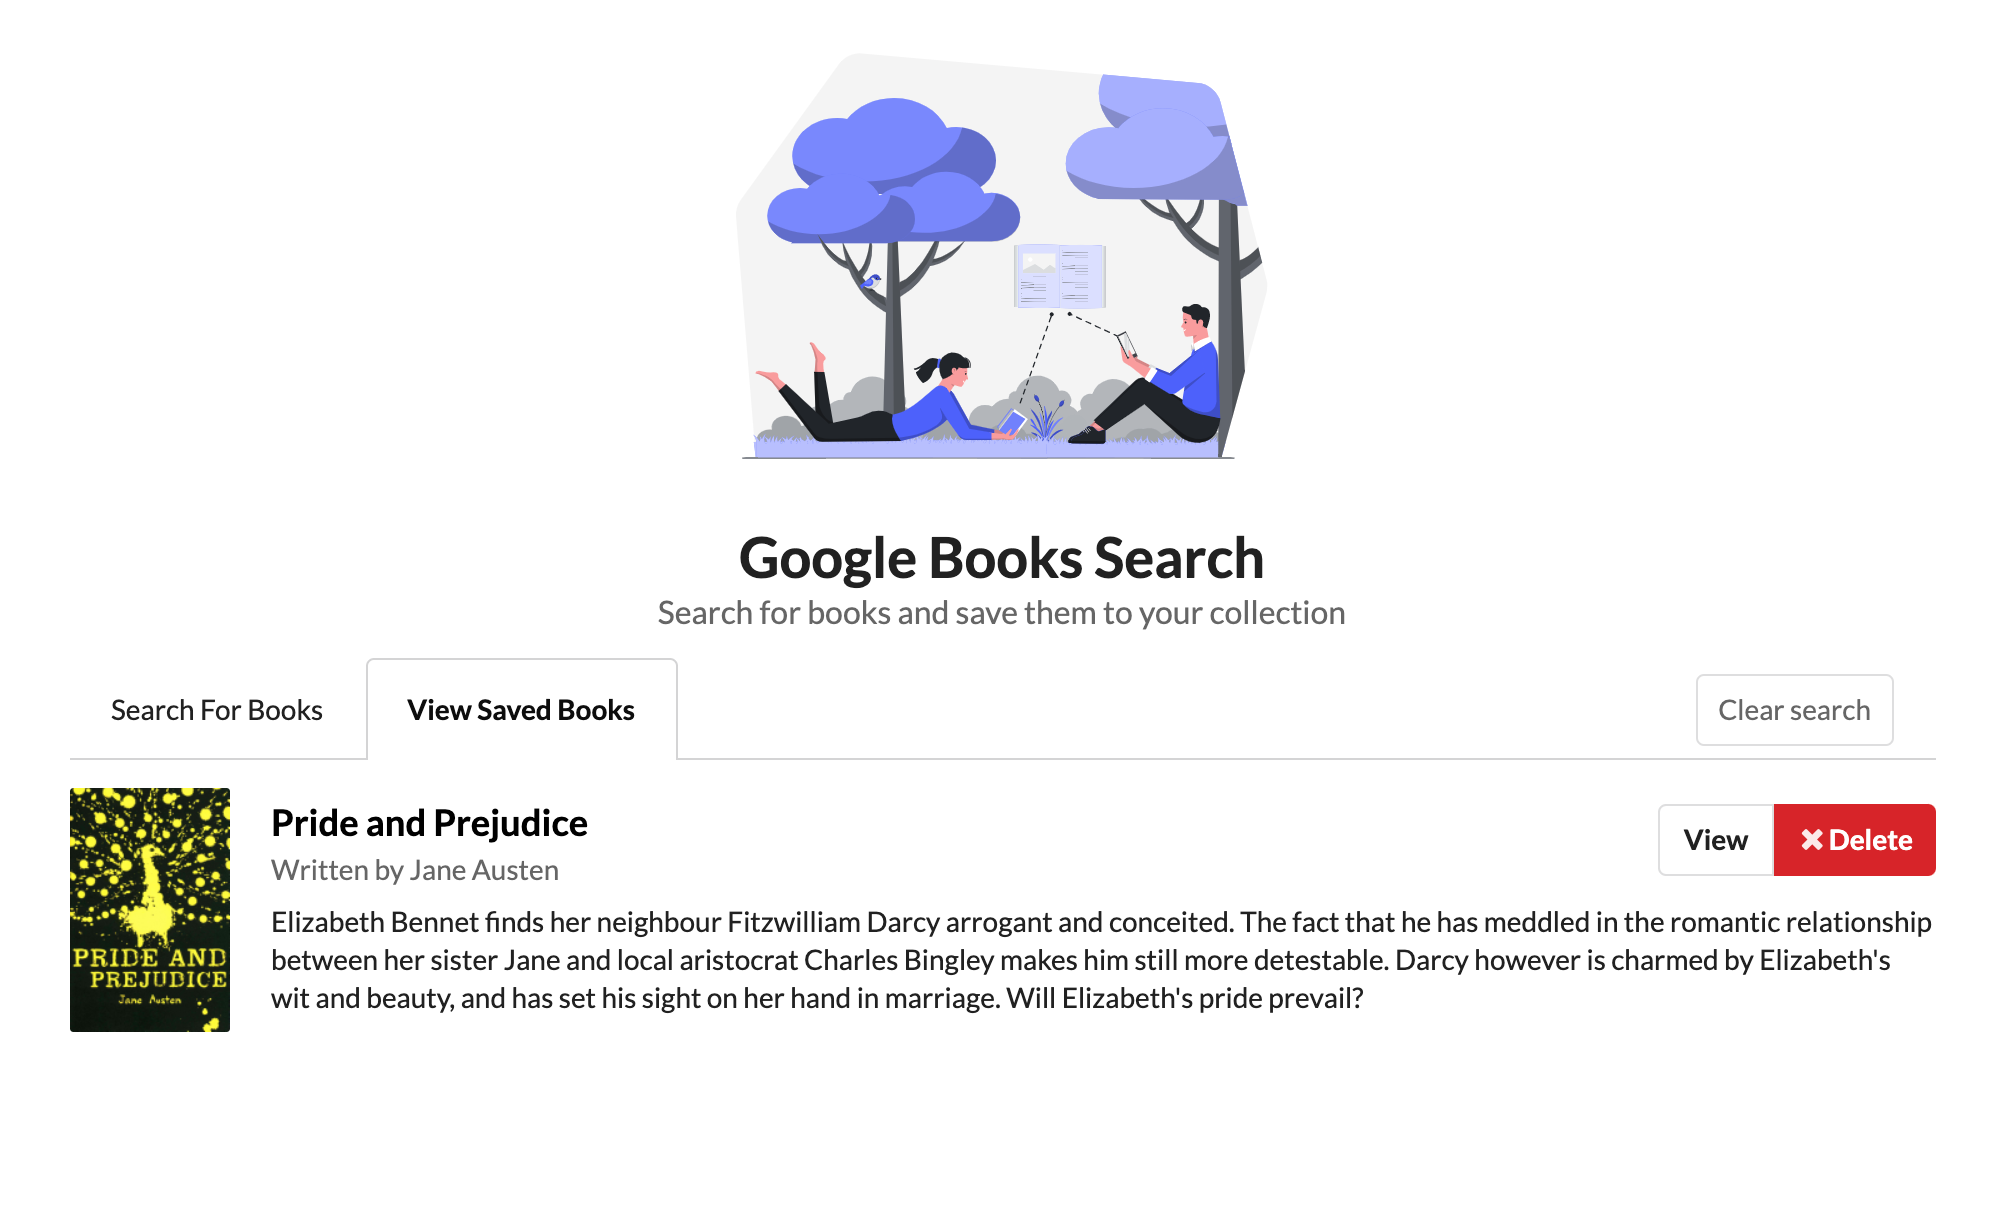 Google Books Search
Search for books and save them to your collection
Search For Books
View Saved Books
Clear search
PRIDE AND
PREJUDICE
Jane Austen
Pride and Prejudice
Written by Jane Austen
View
Delete
Elizabeth Bennet finds her neighbour Fitzwilliam Darcy arrogant and conceited. The fact that he has meddled in the romantic relationship
between her sister Jane and local aristocrat Charles Bingley makes him still more detestable. Darcy however is charmed by Elizabeth's
wit and beauty, and has set his sight on her hand in marriage. Will Elizabeth's pride prevail?